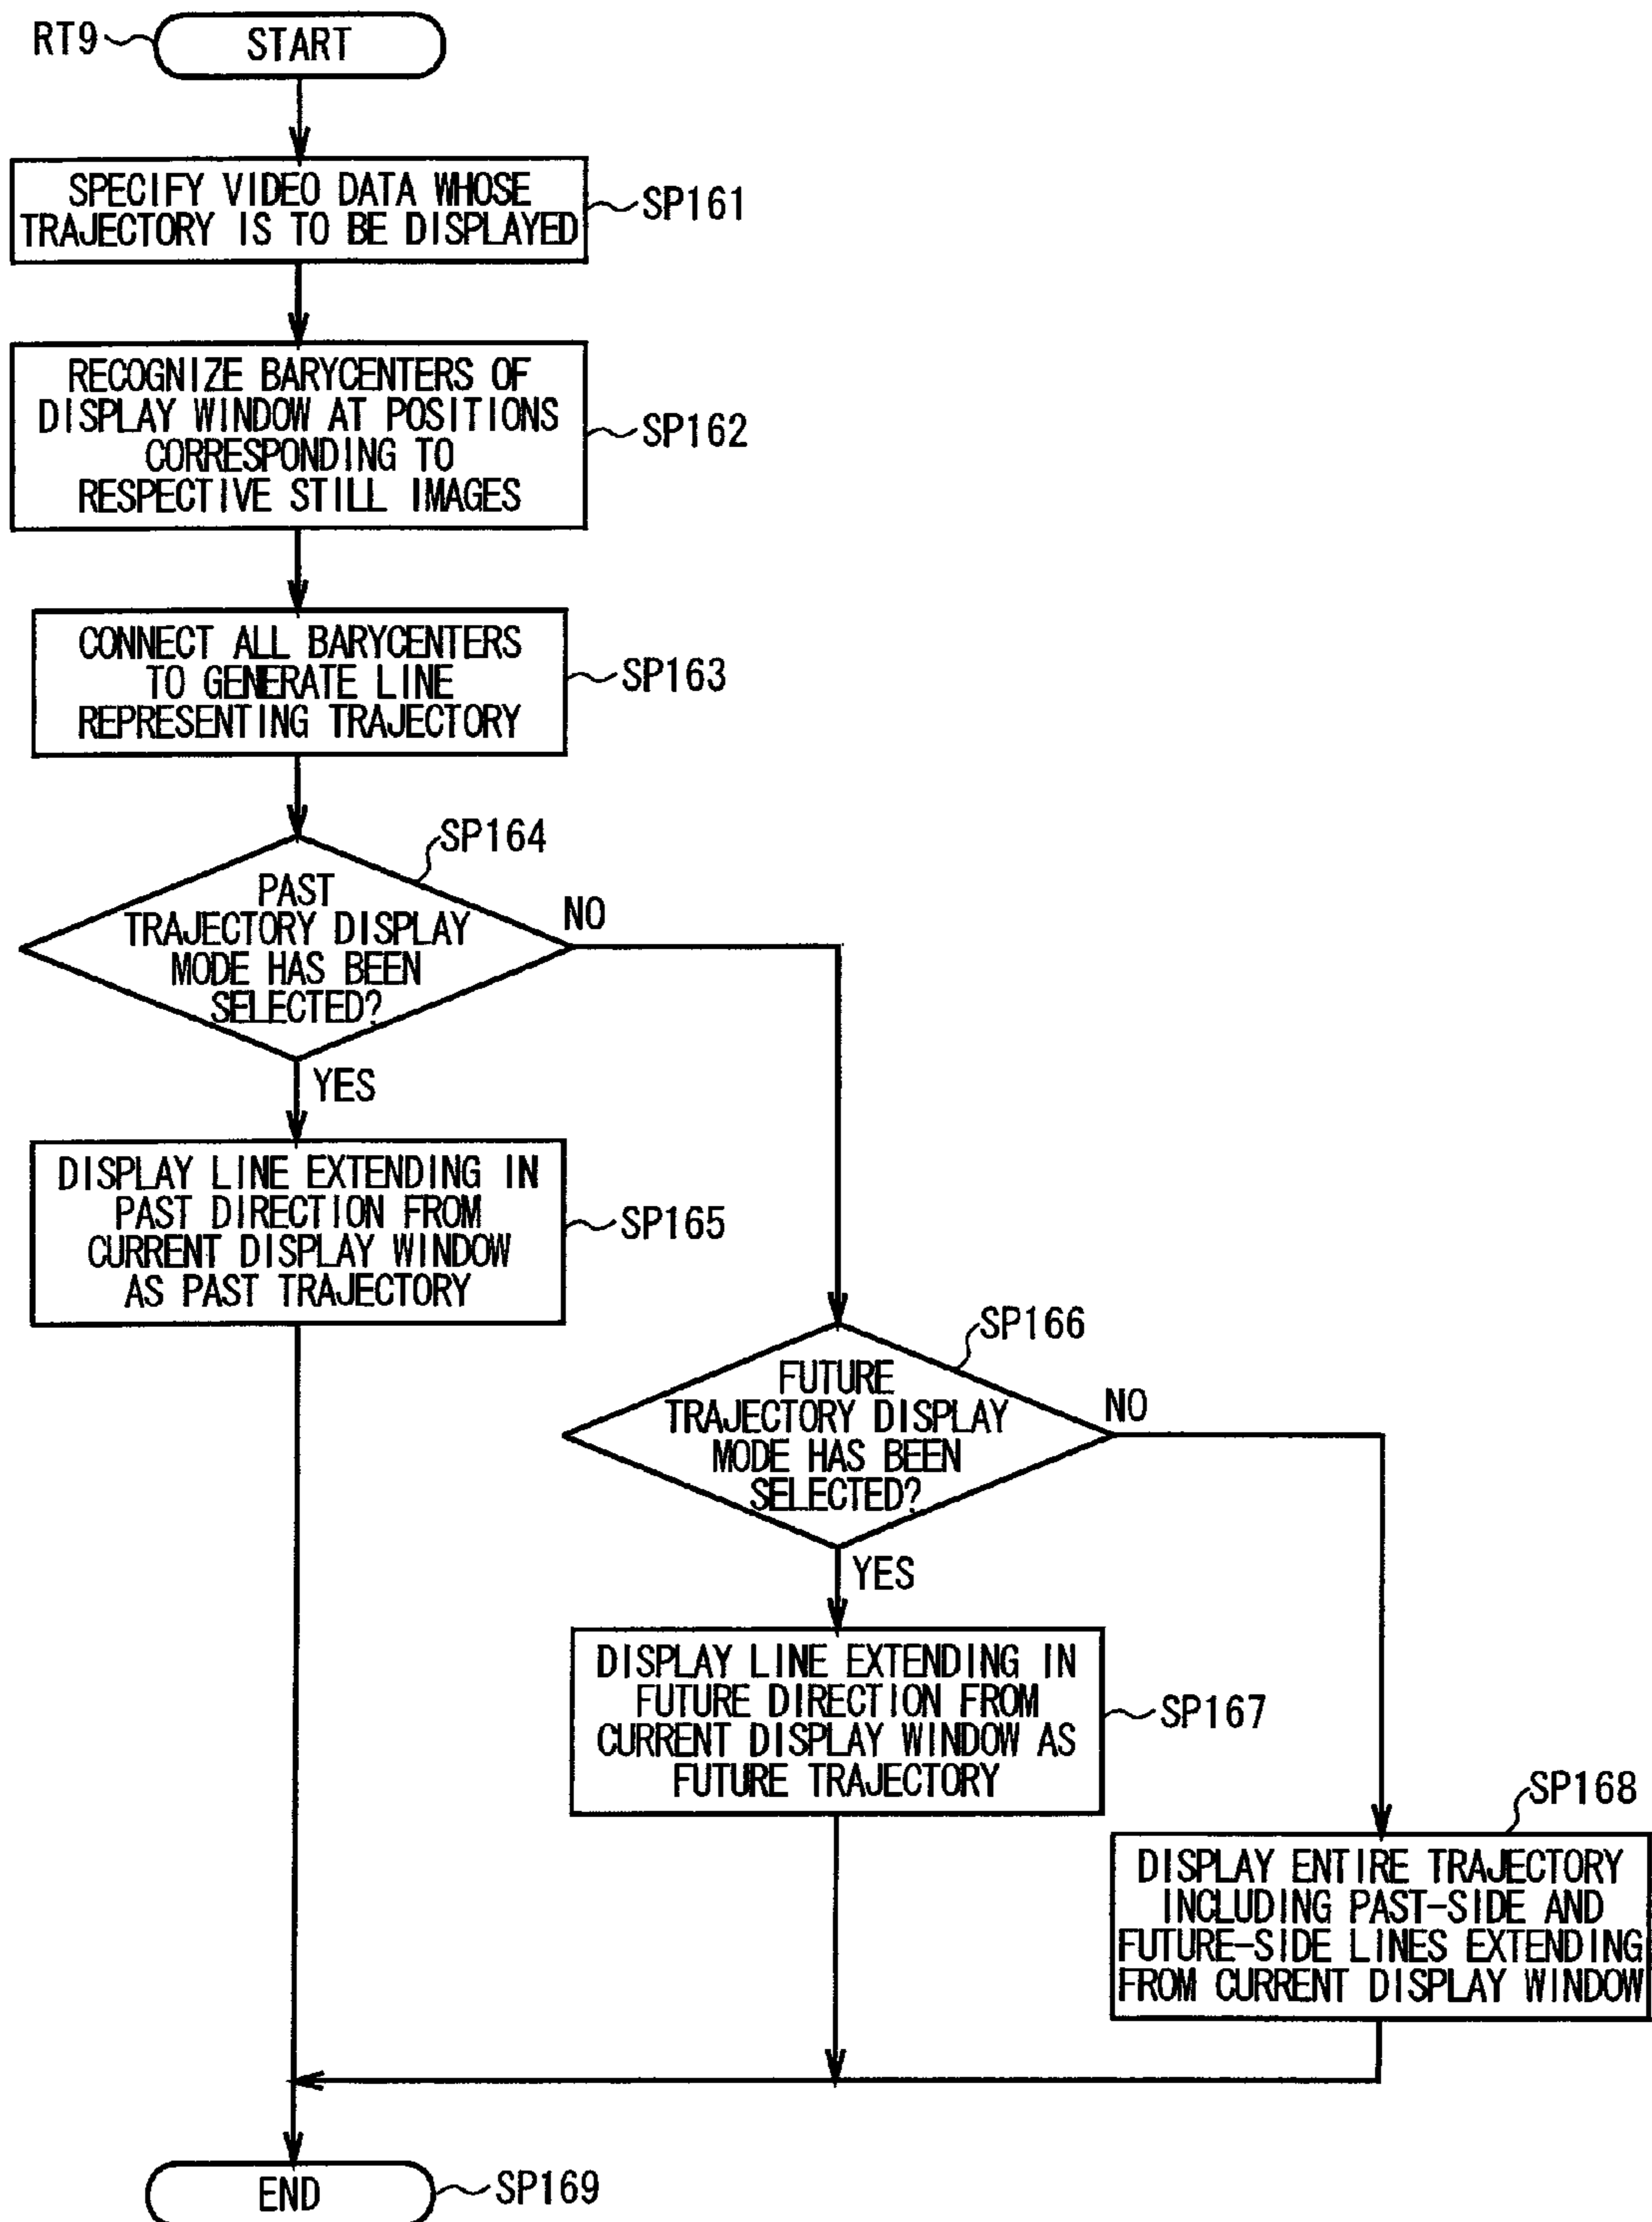 RT9
START
SPECIFY VIDEO DATA WHOSE
TRAJECTORY IS TO BE DISPLAYED
SP161
RECOGNIZE BARYCENTERS OF
DISPLAY WINDOW AT POSITIONS
CORRESPONDING TO
RESPECTIVE STILL IMAGES
SP162
CONNECT ALL BARYCENTERS
TO GENERATE LINE
REPRESENTING TRAJECTORY
SP163
SP164
PAST
TRAJECTORY DISPLAY
MODE HAS BEEN
SELECTED?
NO
YES
DISPLAY LINE EXTENDING IN
PAST DIRECTION FROM
CURRENT DISPLAY WINDOW
AS PAST TRAJECTORY
SP165
SP166
FUTURE
TRAJECTORY DISPLAY
MODE HAS BEEN
SELECTED?
NO
YES
DISPLAY LINE EXTENDING IN
FUTURE DIRECTION FROM
CURRENT DISPLAY WINDOW AS
FUTURE TRAJECTORY
SP167
SP168
DISPLAY ENTIRE TRAJECTORY
INCLUDING PAST-SIDE AND
FUTURE-SIDE LINES EXTENDING
FROM CURRENT DISPLAY WINDOW
END
SP169